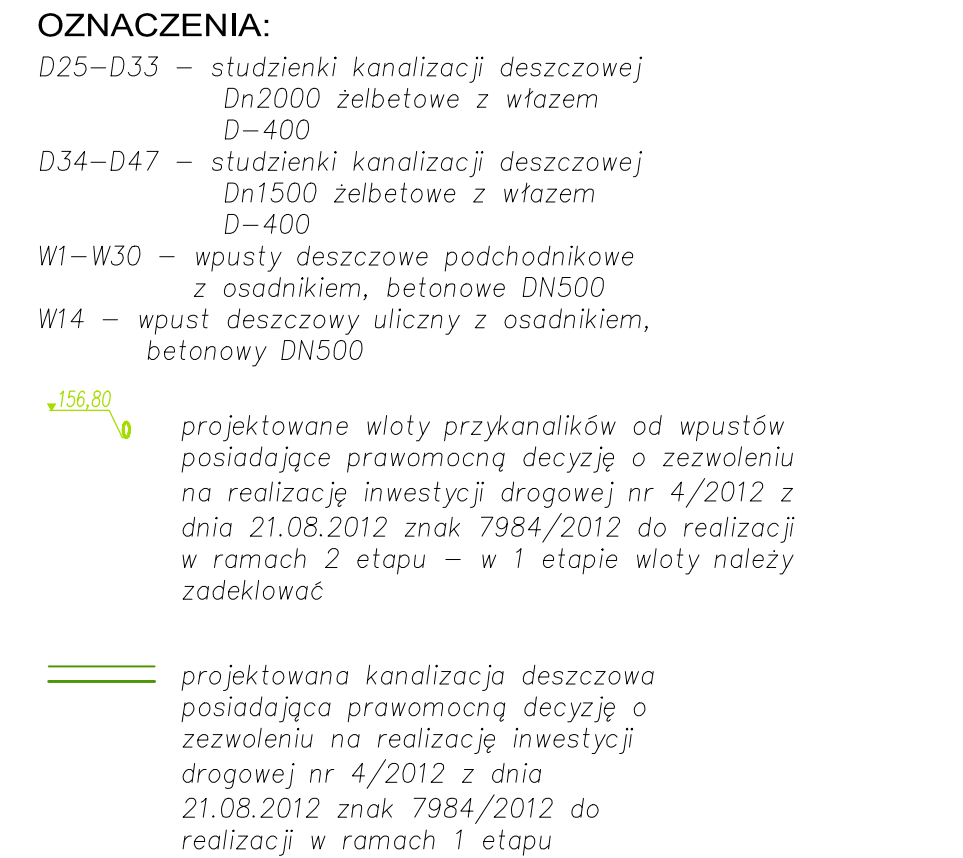 OZNACZENIA:
D25-D33 - studzienki kanalizacji deszczowej
Dn2000 żelbetowe z włazem
D-400
D34-D47 - studzienki kanalizacji deszczowej
Dn1500 żelbetowe z włazem
D-400
W1-W30 - wpusty deszczowe podchodnikowe
z osadnikiem, betonowe DN500
W14 - wpust deszczowy uliczny z osadnikiem,
betonowy DN500
156,80
projektowane wloty przykanalików od wpustów
posiadające prawomocną decyzję o zezwoleniu
na realizację inwestycji drogowej nr 4/2012 z
dnia 21.08.2012 znak 7984/2012 do realizacji
w ramach 2 etapu - w 1 etapie wloty należy
zadeklować
projektowana kanalizacja deszczowa
posiadająca prawomocną decyzję o
zezwoleniu na realizację inwestycji
drogowej nr 4/2012 z dnia
21.08.2012 znak 7984/2012 do
realizacji w ramach 1 etapu